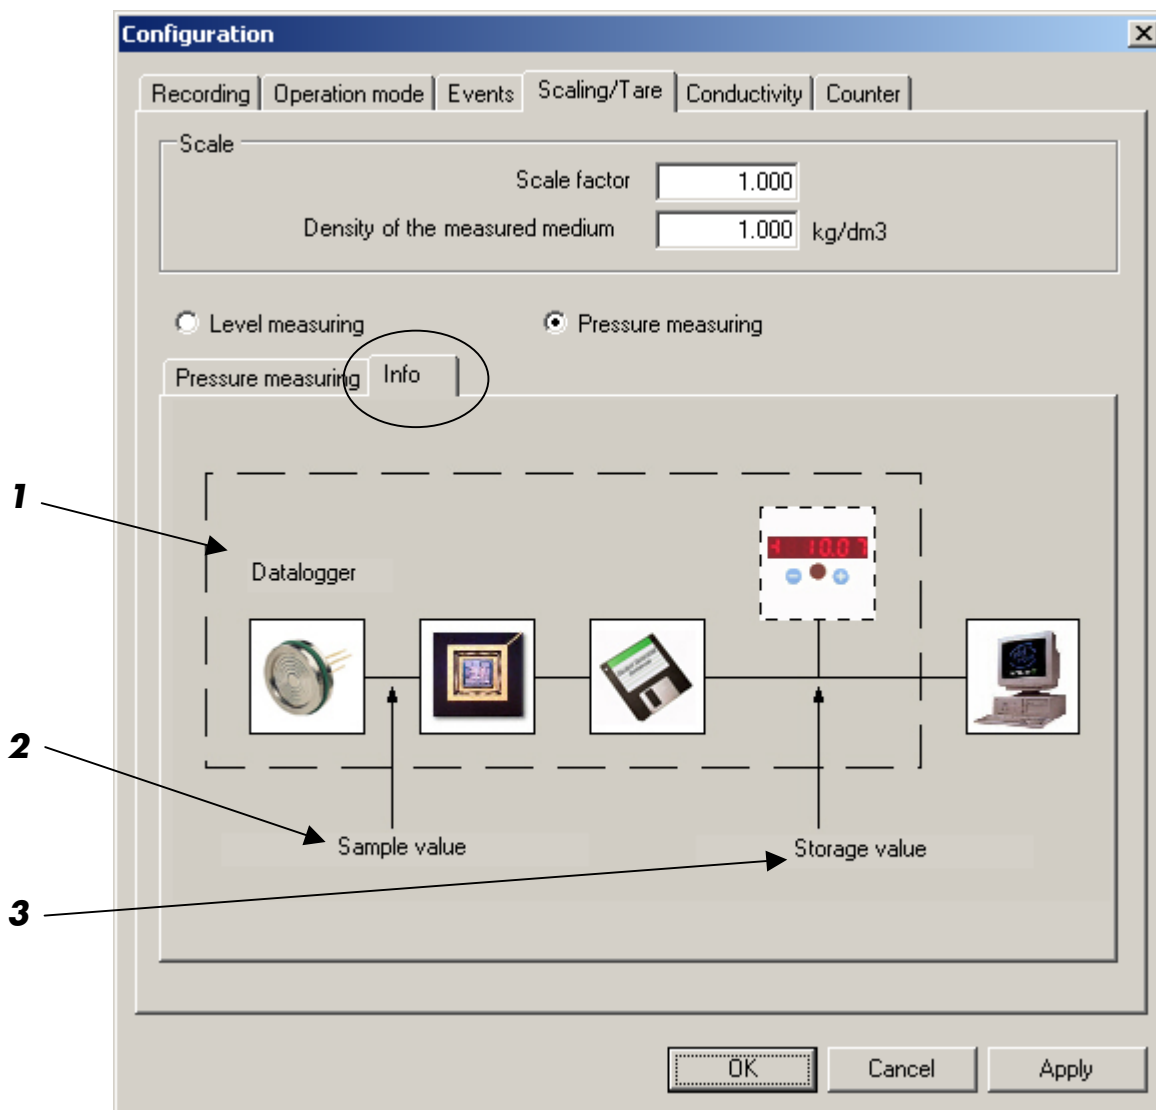 Configuration
Recording Operation mode Events Scaling/Tare Conductivity Counter
Scale
Scale factor 1.000
Density of the measured medium 1.000 kg/dm3
Level measuring Pressure measuring
Pressure measuring Info
1
10.07
Datalogger
2
Sample value Storage value
3
OK Cancel Apply